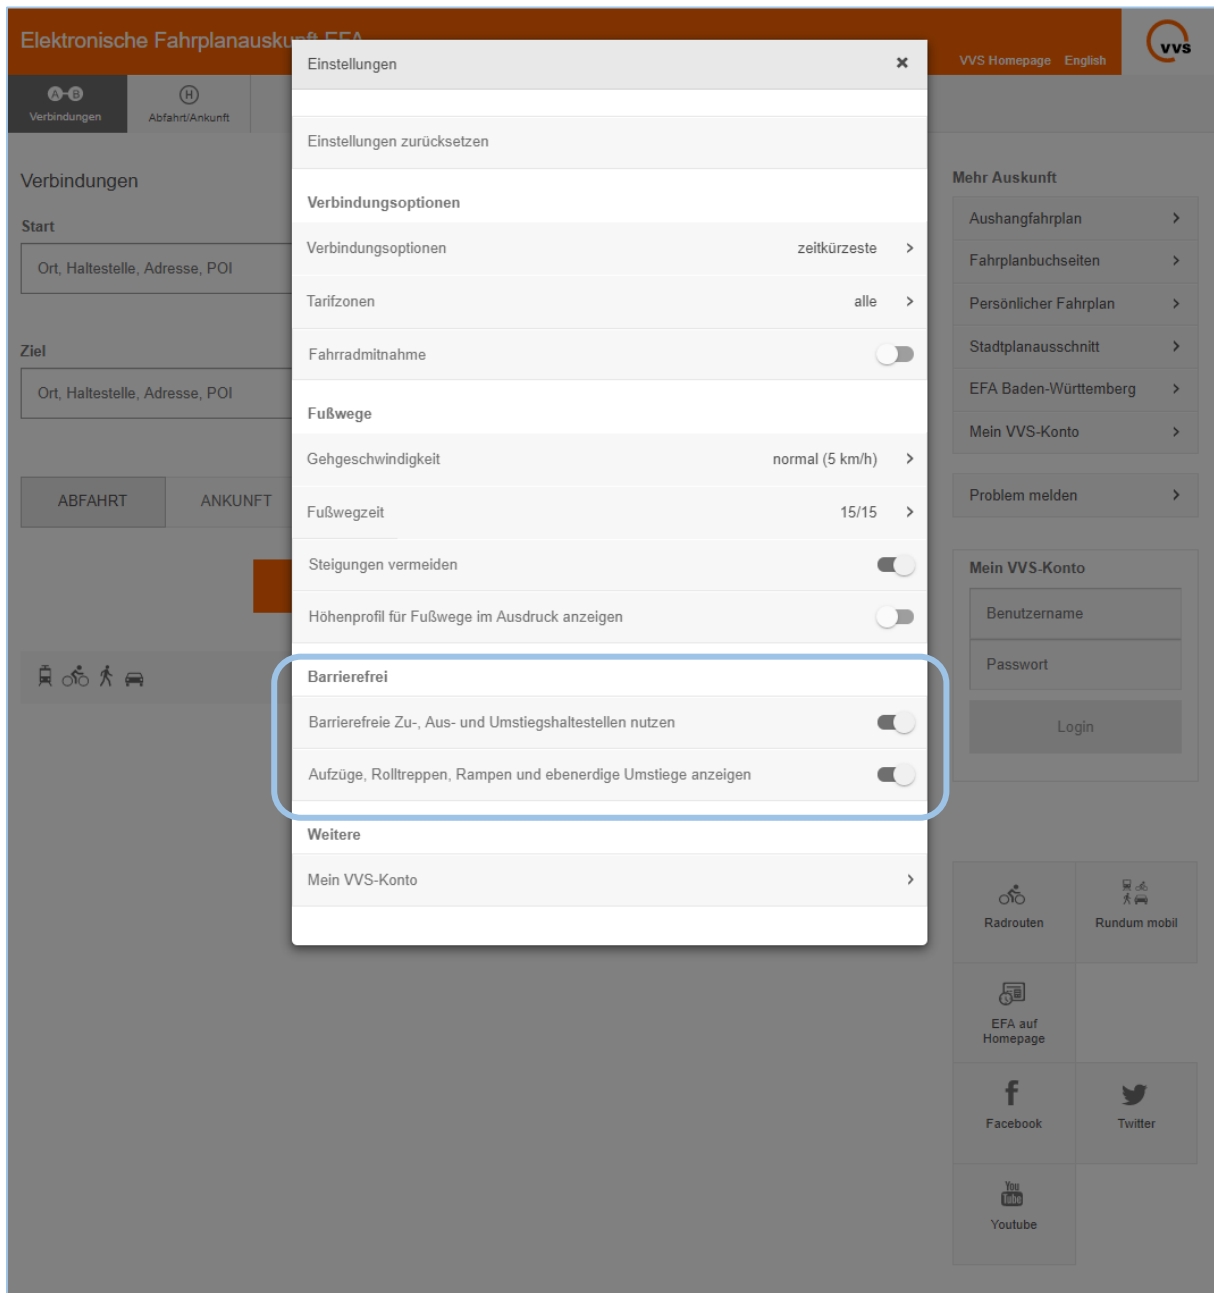 Elektronische Fahrplanauskunft EFA
VVS Homepage English
vvs
A B
Verbindungen
H
Abfahrt/Ankunft
Verbindungen
Start
Ort, Haltestelle, Adresse, POI
Ziel
Ort, Haltestelle, Adresse, POI
ABFAHRT
ANKUNFT
Einstellungen
Einstellungen zurücksetzen
Verbindungsoptionen
Verbindungsoptionen zeitkürzeste
Tarifzonen alle
Fahrradmitnahme
Fußwege
Gehgeschwindigkeit normal (5 km/h)
Fußwegzeit 15/15
Steigungen vermeiden
Höhenprofil für Fußwege im Ausdruck anzeigen
Barrierefrei
Barrierefreie Zu-, Aus- und Umstiegshaltestellen nutzen
Aufzüge, Rolltreppen, Rampen und ebenerdige Umstiege anzeigen
Weitere
Mein VVS-Konto
Mehr Auskunft
Aushangfahrplan
Fahrplanbuchseiten
Persönlicher Fahrplan
Stadtplanausschnitt
EFA Baden-Württemberg
Mein VVS-Konto
Problem melden
Mein VVS-Konto
Benutzername
Passwort
Login
Radrouten
Rundum mobil
EFA auf
Homepage
f
Facebook
Twitter
You
Tube
Youtube